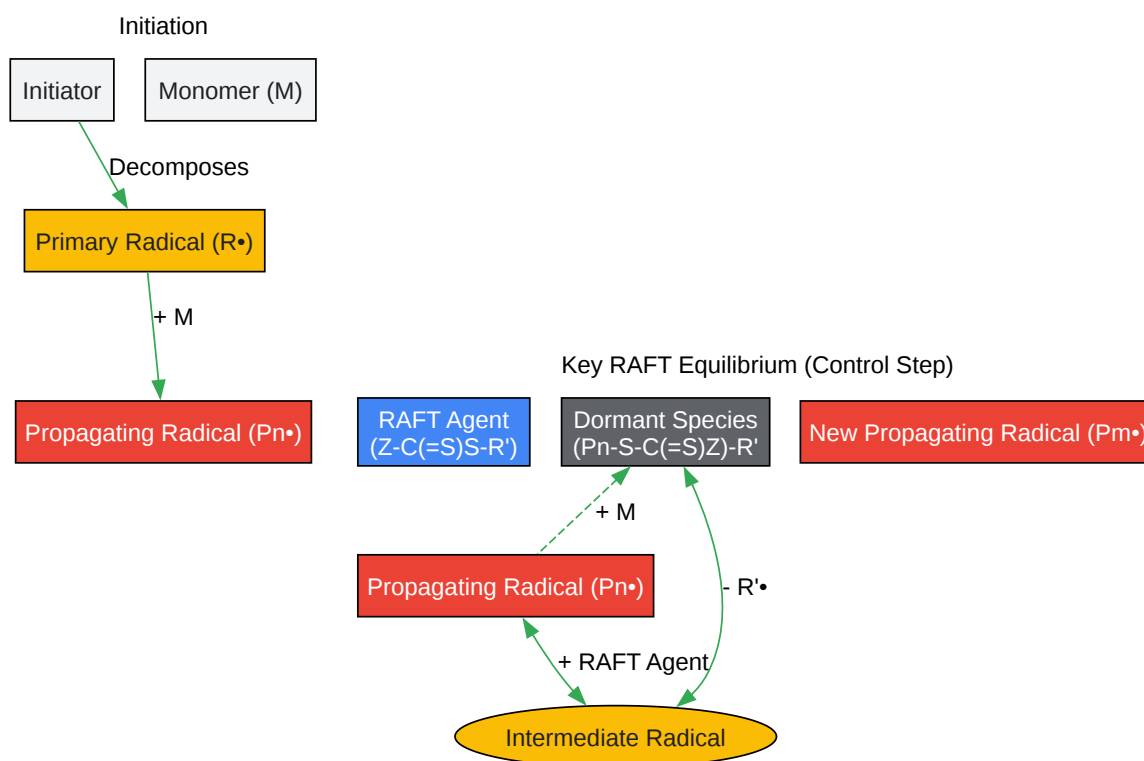 Initiation
Initiator
Monomer (M)
Decomposes
Primary Radical (R•)
+ M
Key RAFT Equilibrium (Control Step)
Propagating Radical (Pn•)
RAFT Agent
(Z-C(=S)S-R')
Dormant Species
(Pn-S-C(=S)Z)-R'
New Propagating Radical (Pm•)
+ M
Propagating Radical (Pn•)
- R'•
+ RAFT Agent
Intermediate Radical